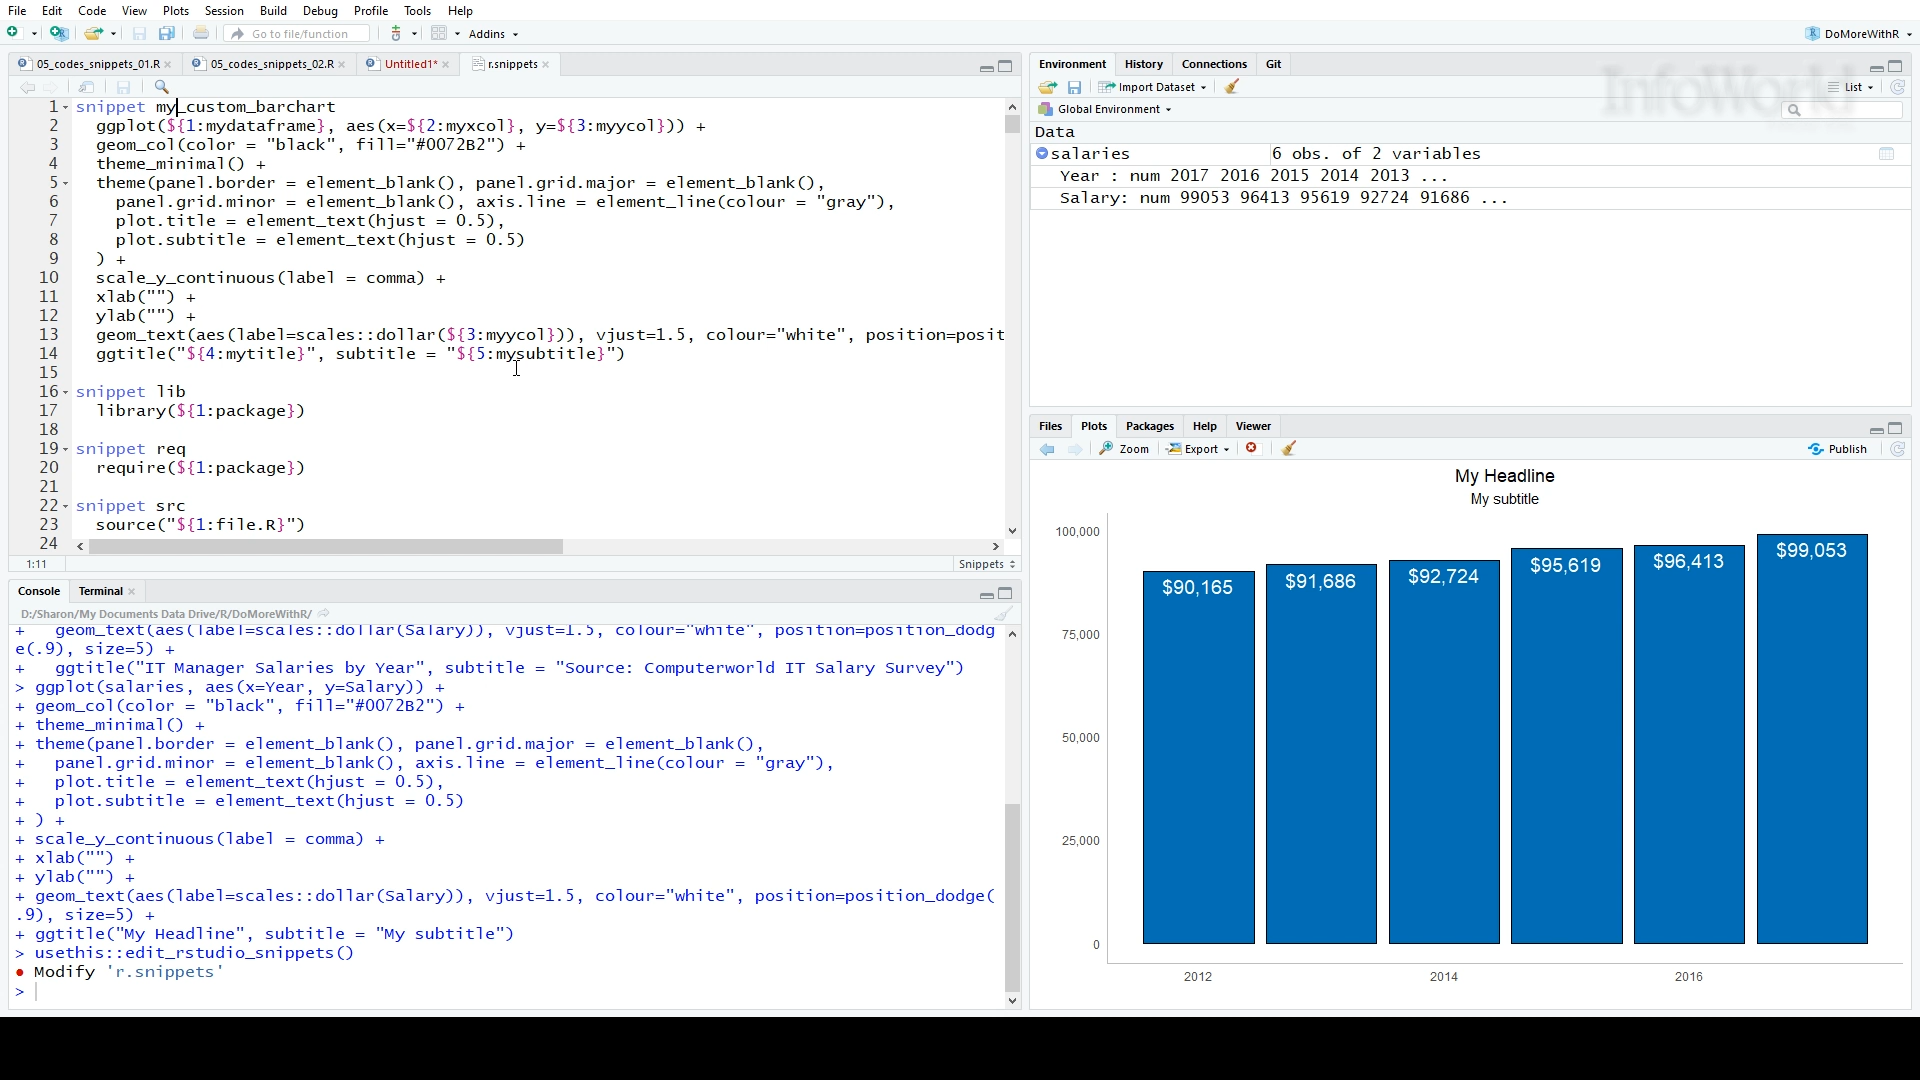 File Edit Code View Plots Session Build Debug Profile Tools Help
Go to file/function Addins DoMoreWithR
05_codes_snippets_01.R 05_codes_snippets_02.R Untitled1* r.snippets
1 snippet my_custom_barchart
2 ggplot(${1:mydataframe}, aes(x=${2:myxcol}, y=${3:myycol})) +
3 geom_col(color = "black", fill="#0072B2") +
4 theme_minimal() +
5 theme(panel.border = element_blank(), panel.grid.major = element_blank(),
6 panel.grid.minor = element_blank(), axis.line = element_line(colour = "gray"),
7 plot.title = element_text(hjust = 0.5),
8 plot.subtitle = element_text(hjust = 0.5)
9 ) +
10 scale_y_continuous(label = comma) +
11 xlab("") +
12 ylab("") +
13 geom_text(aes(label=scales::dollar(${3:myycol})), vjust=1.5, colour="white", position=posit
14 ggtitle("${4:mytitle}", subtitle = "${5:mysubtitle}")
15
16 snippet lib
17 library(${1:package})
18
19 snippet req
20 require(${1:package})
21
22 snippet src
23 source("${1:file.R}")
24
1:11 Snippets
Console Terminal
D:/Sharon/My Documents Data Drive/R/DoMoreWithR/
+ geom_text(aes(label=scales::dollar(Salary)), vjust=1.5, colour="white", position=position_dodg
e(.9), size=5) +
+ ggtitle("IT Manager Salaries by Year", subtitle = "Source: Computerworld IT Salary Survey")
> ggplot(salaries, aes(x=Year, y=Salary)) +
+ geom_col(color = "black", fill="#0072B2") +
+ theme_minimal() +
+ theme(panel.border = element_blank(), panel.grid.major = element_blank(),
+ panel.grid.minor = element_blank(), axis.line = element_line(colour = "gray"),
+ plot.title = element_text(hjust = 0.5),
+ plot.subtitle = element_text(hjust = 0.5)
+ ) +
+ scale_y_continuous(label = comma) +
+ xlab("") +
+ ylab("") +
+ geom_text(aes(label=scales::dollar(Salary)), vjust=1.5, colour="white", position=position_dodge(
.9), size=5) +
+ ggtitle("My Headline", subtitle = "My subtitle")
> usethis::edit_rstudio_snippets()
• Modify 'r.snippets'
>
Environment History Connections Git
InfoWorld
Import Dataset List
Global Environment
Data
salaries 6 obs. of 2 variables
Year : num 2017 2016 2015 2014 2013 ...
Salary: num 99053 96413 95619 92724 91686 ...
Files Plots Packages Help Viewer
Zoom Export Publish
My Headline
My subtitle
100,000
75,000
50,000
25,000
0
$90,165 $91,686 $92,724 $95,619 $96,413 $99,053
2012 2014 2016